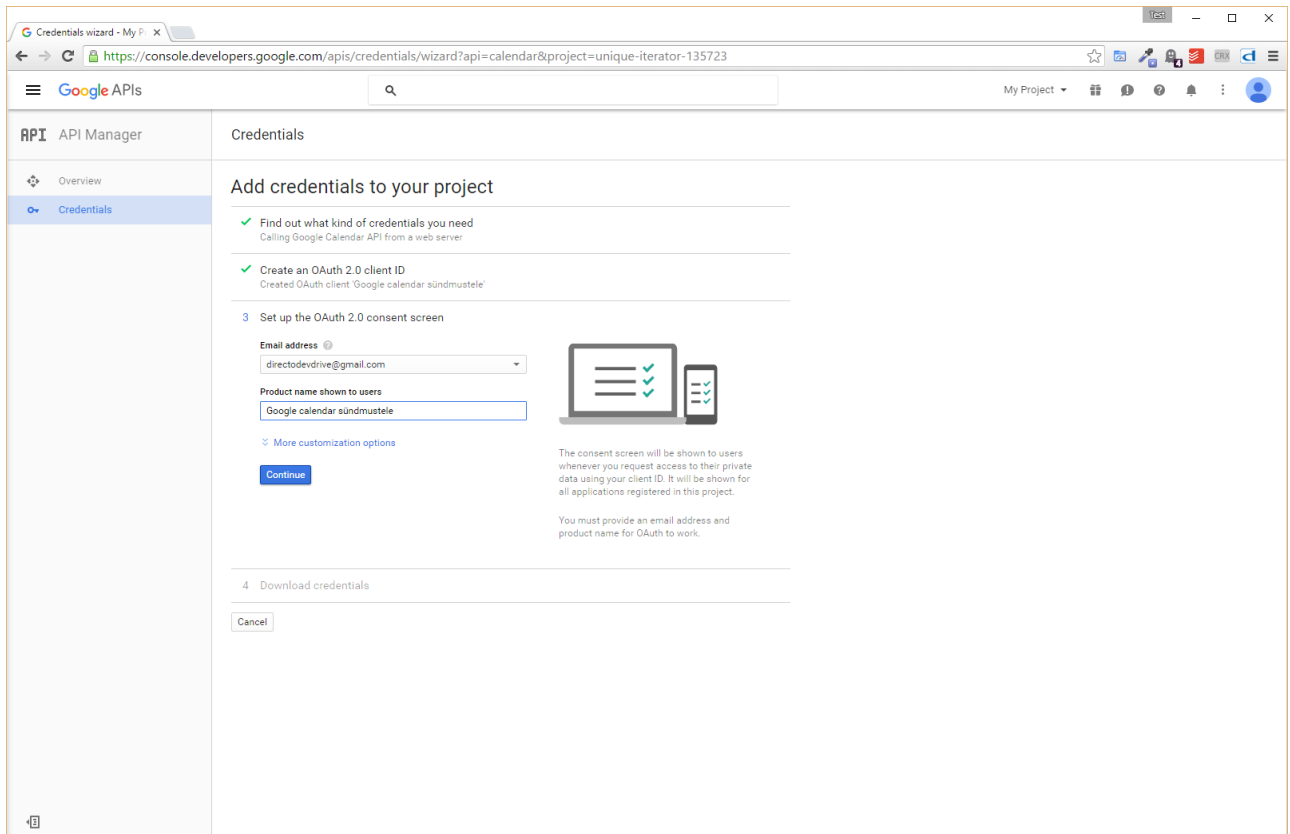 Test
Credentials wizard - My P
https://console.developers.google.com/apis/credentials/wizard?api=calendar&project=unique-iterator-135723
4
CRX
Google APIs
My Project
API API Manager
Credentials
Overview
Credentials
Add credentials to your project
Find out what kind of credentials you need
Calling Google Calendar API from a web server
Create an OAuth 2.0 client ID
Created OAuth client 'Google calendar sündmustele'
3 Set up the OAuth 2.0 consent screen
Email address
directodevdrive@gmail.com
Product name shown to users
Google calendar sündmustele
More customization options
Continue
The consent screen will be shown to users
whenever you request access to their private
data using your client ID. It will be shown for
all applications registered in this project.
You must provide an email address and
product name for OAuth to work.
4 Download credentials
Cancel